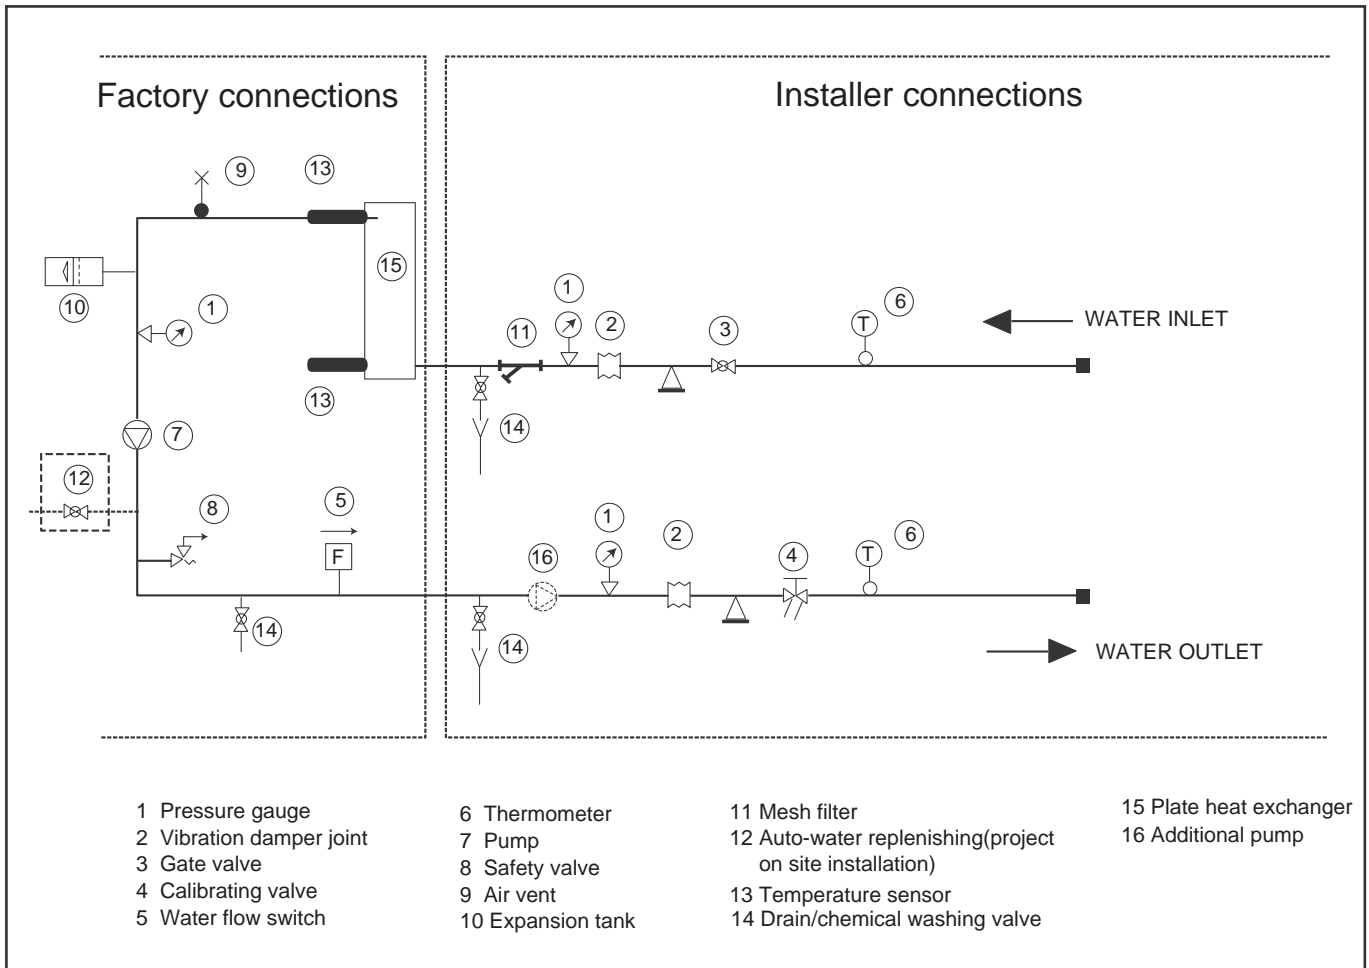 Factory connections
Installer connections
9
13
15
10
1
13
7
12
8
5
F
14
1
2
3
6
T
WATER INLET
11
14
1
2
4
6
T
16
14
WATER OUTLET
1 Pressure gauge
2 Vibration damper joint
3 Gate valve
4 Calibrating valve
5 Water flow switch
6 Thermometer
7 Pump
8 Safety valve
9 Air vent
10 Expansion tank
11 Mesh filter
12 Auto-water replenishing(project
on site installation)
13 Temperature sensor
14 Drain/chemical washing valve
15 Plate heat exchanger
16 Additional pump